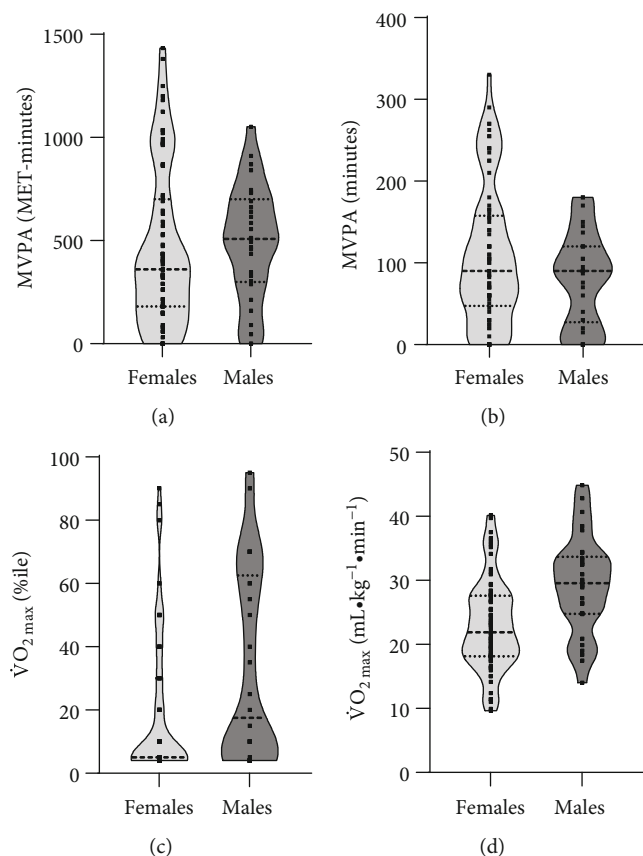 MVPA (MET-minutes)
1500
1000
500
0
Females Males
(a)
MVPA (minutes)
400
300
200
100
0
Females Males
(b)
V̇O₂ max (%ile)
100
80
60
40
20
0
Females Males
(c)
V̇O₂ max (mL•kg⁻¹•min⁻¹)
50
40
30
20
10
0
Females Males
(d)